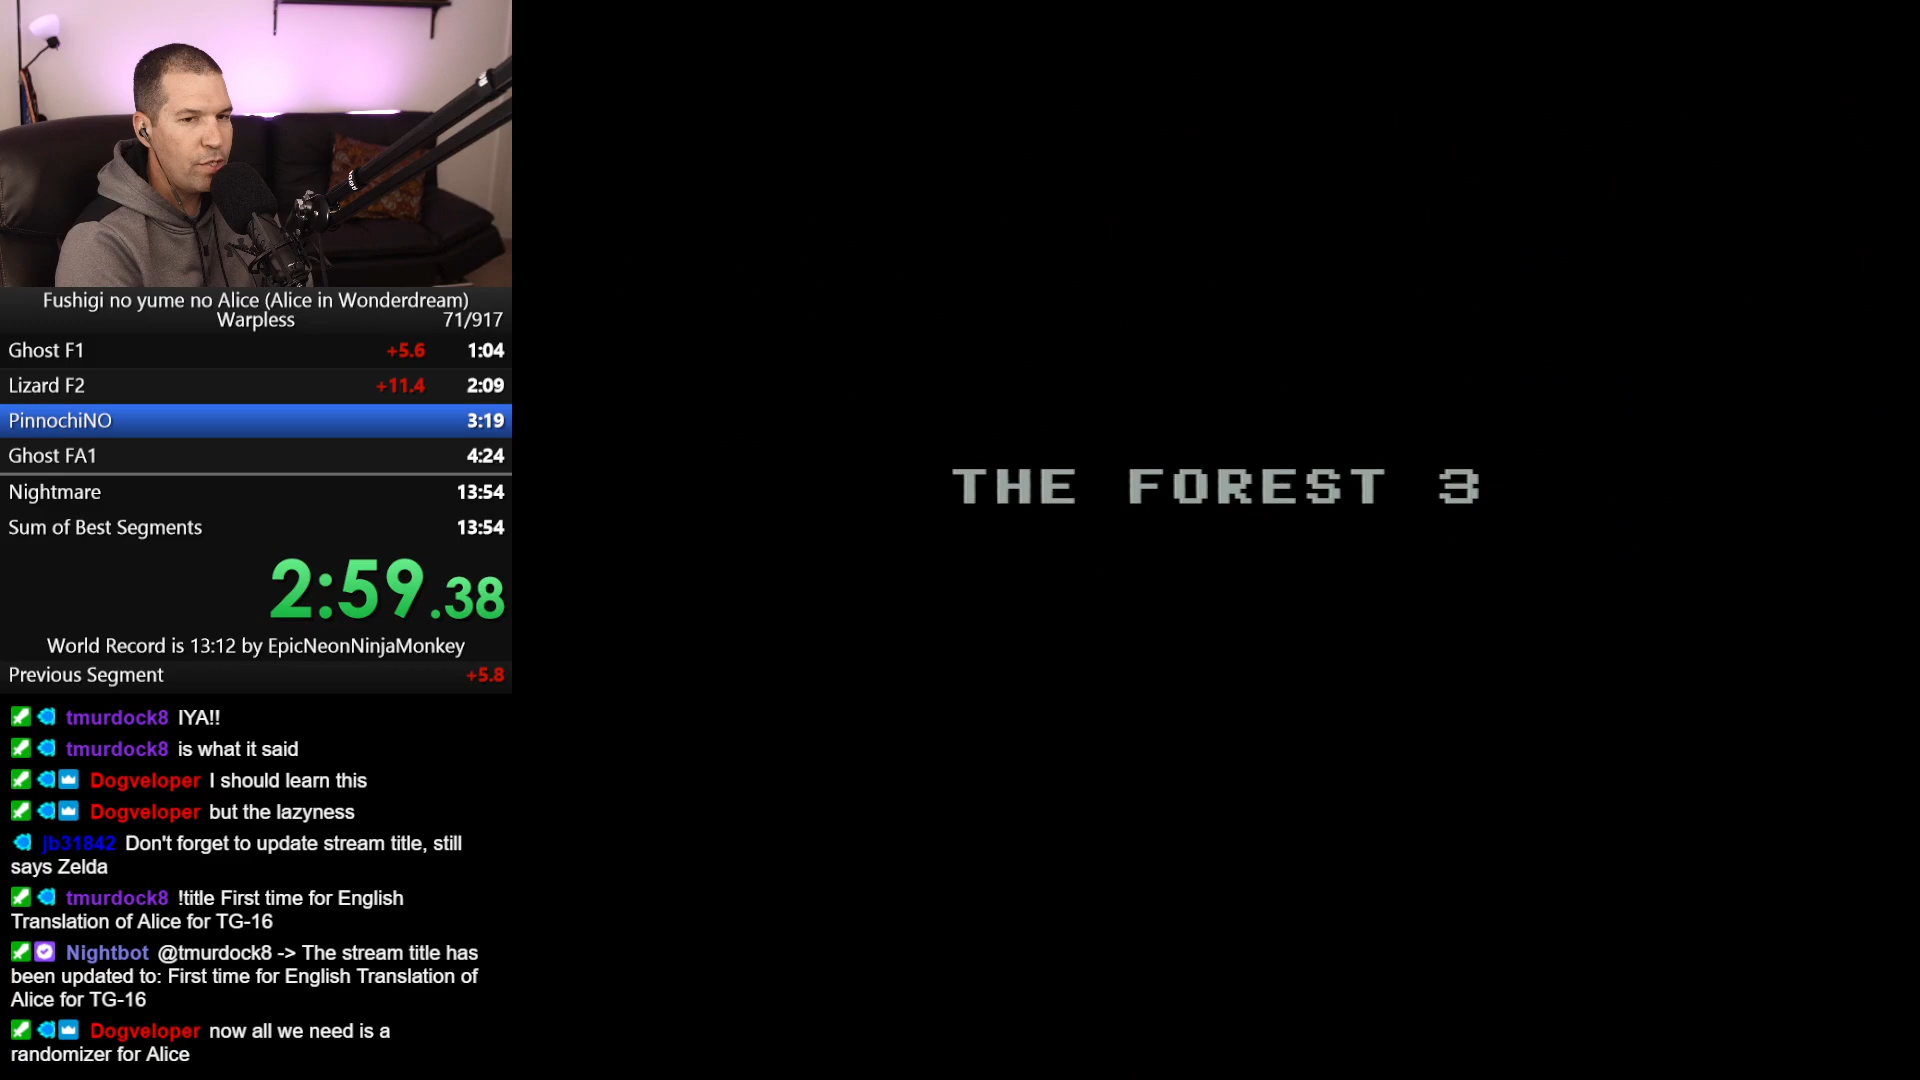 Fushigi no yume no Alice (Alice in Wonderdream)
Warpless 71/917
Ghost F1 +5.6 1:04
Lizard F2 +11.4 2:09
PinnochiNO 3:19
Ghost FA1 4:24
Nightmare 13:54
Sum of Best Segments 13:54
2:59.38
World Record is 13:12 by EpicNeonNinjaMonkey
Previous Segment +5.8
tmurdock8 IYA!!
tmurdock8 is what it said
Dogveloper I should learn this
Dogveloper but the lazyness
jb31842 Don't forget to update stream title, still
says Zelda
tmurdock8 !title First time for English
Translation of Alice for TG-16
Nightbot @tmurdock8 -> The stream title has
been updated to: First time for English Translation of
Alice for TG-16
Dogveloper now all we need is a
randomizer for Alice
THE FOREST 3